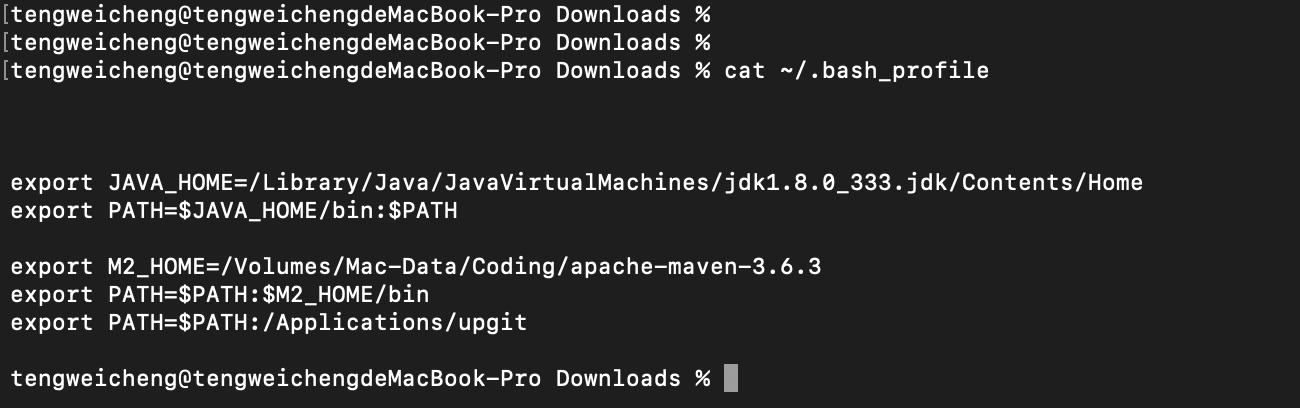 [tengweicheng@tengweichengdeMacBook-Pro Downloads %
[tengweicheng@tengweichengdeMacBook-Pro Downloads %
[tengweicheng@tengweichengdeMacBook-Pro Downloads % cat ~/.bash_profile
export JAVA_HOME=/Library/Java/JavaVirtualMachines/jdk1.8.0_333.jdk/Contents/Home
export PATH=$JAVA_HOME/bin:$PATH
export M2_HOME=/Volumes/Mac-Data/Coding/apache-maven-3.6.3
export PATH=$PATH:$M2_HOME/bin
export PATH=$PATH:/Applications/upgit
tengweicheng@tengweichengdeMacBook-Pro Downloads %